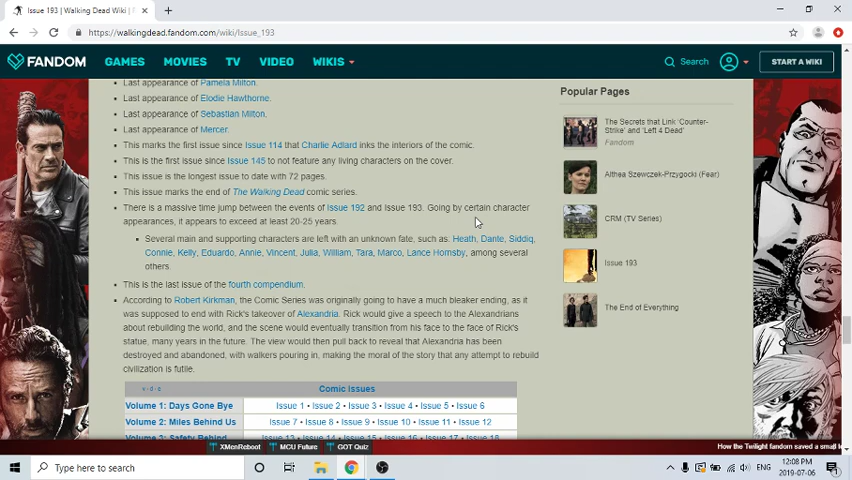 Issue 193 | Walking Dead Wiki |
https://walkingdead.fandom.com/wiki/Issue_193
FANDOM GAMES MOVIES TV VIDEO WIKIS Search START A WIKI
Last appearance of Pamela Milton.
Last appearance of Elodie Hawthorne.
Last appearance of Sebastian Milton.
Last appearance of Mercer.
This marks the first issue since Issue 114 that Charlie Adlard inks the interiors of the comic.
This is the first issue since Issue 145 to not feature any living characters on the cover.
This issue is the longest issue to date with 72 pages.
This issue marks the end of The Walking Dead comic series.
There is a massive time jump between the events of Issue 192 and Issue 193. Going by certain character
appearances, it appears to exceed at least 20-25 years.
Several main and supporting characters are left with an unknown fate, such as: Heath, Dante, Siddiq,
Connie, Kelly, Eduardo, Annie, Vincent, Julia, William, Tara, Marco, Lance Hornsby, among several
others.
This is the last issue of the fourth compendium.
According to Robert Kirkman, the Comic Series was originally going to have a much bleaker ending, as it
was supposed to end with Rick's takeover of Alexandria. Rick would give a speech to the Alexandrians
about rebuilding the world, and the scene would eventually transition from his face to the face of Rick's
statue, many years in the future. The view would then pull back to reveal that Alexandria has been
destroyed and abandoned, with walkers pouring in, making the moral of the story that any attempt to rebuild
civilization is futile.
v · d · e Comic Issues
Volume 1: Days Gone Bye Issue 1 • Issue 2 • Issue 3 • Issue 4 • Issue 5 • Issue 6
Volume 2: Miles Behind Us Issue 7 • Issue 8 • Issue 9 • Issue 10 • Issue 11 • Issue 12
Volume 3: Safety Behind Issue 13 • Issue 14 • Issue 15 • Issue 16 • Issue 17 • Issue 18
Popular Pages
The Secrets that Link 'Counter-
Strike' and 'Left 4 Dead'
Fandom
Althea Szewczyk-Przygocki (Fear)
CRM (TV Series)
Issue 193
The End of Everything
XMenReboot MCU Future GOT Quiz How the Twilight fandom saved a small
Type here to search
ENG
12:08 PM
2019-07-06